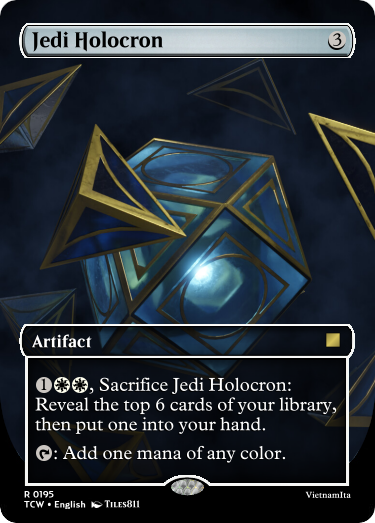 Jedi Holocron 3
Artifact
1, Sacrifice Jedi Holocron:
Reveal the top 6 cards of your library,
then put one into your hand.
: Add one mana of any color.
R 0195
TCW • English Tiles811
VietnamIta